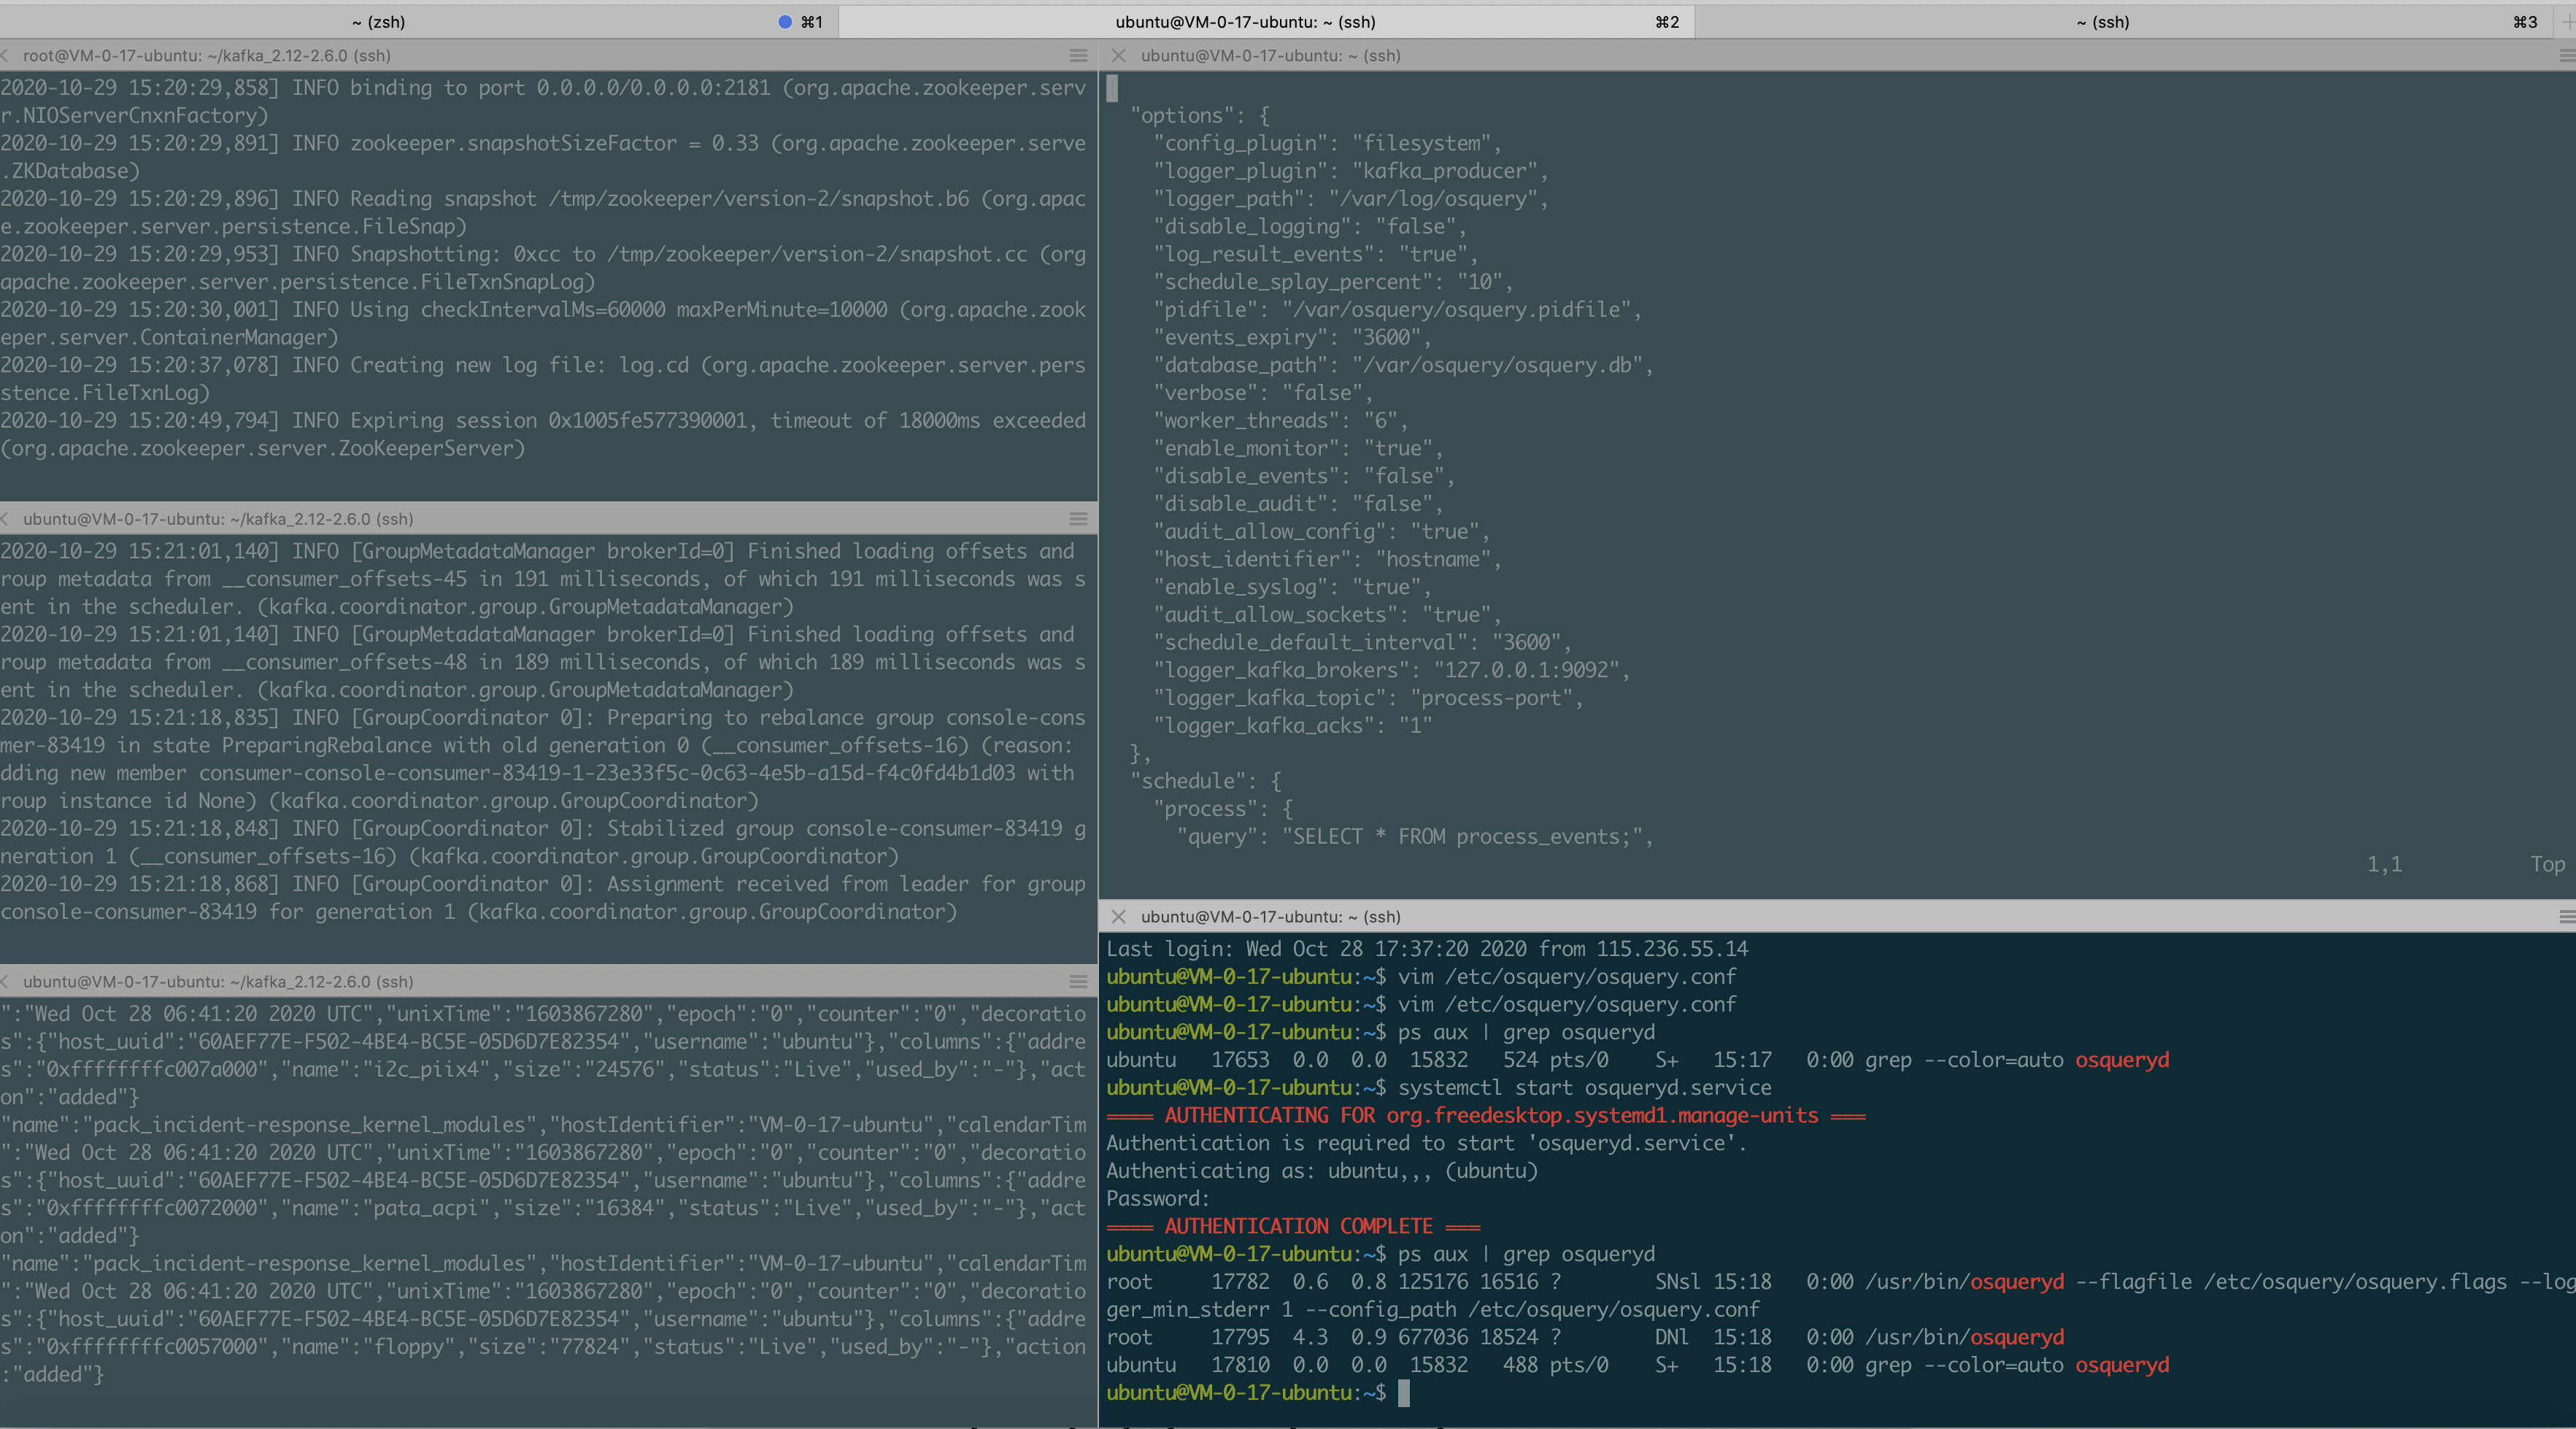 ~ (zsh)
⌘1
ubuntu@VM-0-17-ubuntu: ~ (ssh)
⌘2
~ (ssh)
⌘3
root@VM-0-17-ubuntu: ~/kafka_2.12-2.6.0 (ssh)
2020-10-29 15:20:29,858] INFO binding to port 0.0.0.0/0.0.0.0:2181 (org.apache.zookeeper.serv
r.NIOServerCnxnFactory)
2020-10-29 15:20:29,891] INFO zookeeper.snapshotSizeFactor = 0.33 (org.apache.zookeeper.serve
.ZKDatabase)
2020-10-29 15:20:29,896] INFO Reading snapshot /tmp/zookeeper/version-2/snapshot.b6 (org.apac
e.zookeeper.server.persistence.FileSnap)
2020-10-29 15:20:29,953] INFO Snapshotting: 0xcc to /tmp/zookeeper/version-2/snapshot.cc (org
apache.zookeeper.server.persistence.FileTxnSnapLog)
2020-10-29 15:20:30,001] INFO Using checkIntervalMs=60000 maxPerMinute=10000 (org.apache.zook
eper.server.ContainerManager)
2020-10-29 15:20:37,078] INFO Creating new log file: log.cd (org.apache.zookeeper.server.pers
stence.FileTxnLog)
2020-10-29 15:20:49,794] INFO Expiring session 0x1005fe577390001, timeout of 18000ms exceeded
(org.apache.zookeeper.server.ZooKeeperServer)
ubuntu@VM-0-17-ubuntu: ~/kafka_2.12-2.6.0 (ssh)
2020-10-29 15:21:01,140] INFO [GroupMetadataManager brokerId=0] Finished loading offsets and
roup metadata from __consumer_offsets-45 in 191 milliseconds, of which 191 milliseconds was s
ent in the scheduler. (kafka.coordinator.group.GroupMetadataManager)
2020-10-29 15:21:01,140] INFO [GroupMetadataManager brokerId=0] Finished loading offsets and
roup metadata from __consumer_offsets-48 in 189 milliseconds, of which 189 milliseconds was s
ent in the scheduler. (kafka.coordinator.group.GroupMetadataManager)
2020-10-29 15:21:18,835] INFO [GroupCoordinator 0]: Preparing to rebalance group console-cons
mer-83419 in state PreparingRebalance with old generation 0 (__consumer_offsets-16) (reason:
dding new member consumer-console-consumer-83419-1-23e33f5c-0c63-4e5b-a15d-f4c0fd4b1d03 with
roup instance id None) (kafka.coordinator.group.GroupCoordinator)
2020-10-29 15:21:18,848] INFO [GroupCoordinator 0]: Stabilized group console-consumer-83419 g
neration 1 (__consumer_offsets-16) (kafka.coordinator.group.GroupCoordinator)
2020-10-29 15:21:18,868] INFO [GroupCoordinator 0]: Assignment received from leader for group
console-consumer-83419 for generation 1 (kafka.coordinator.group.GroupCoordinator)
ubuntu@VM-0-17-ubuntu: ~/kafka_2.12-2.6.0 (ssh)
":"Wed Oct 28 06:41:20 2020 UTC","unixTime":"1603867280","epoch":"0","counter":"0","decoratio
s":{"host_uuid":"60AEF77E-F502-4BE4-BC5E-05D6D7E82354","username":"ubuntu"},"columns":{"addre
s":"0xffffffffc007a000","name":"i2c_piix4","size":"24576","status":"Live","used_by":"-"},"act
on":"added"}
"name":"pack_incident-response_kernel_modules","hostIdentifier":"VM-0-17-ubuntu","calendarTim
":"Wed Oct 28 06:41:20 2020 UTC","unixTime":"1603867280","epoch":"0","counter":"0","decoratio
s":{"host_uuid":"60AEF77E-F502-4BE4-BC5E-05D6D7E82354","username":"ubuntu"},"columns":{"addre
s":"0xffffffffc0072000","name":"pata_acpi","size":"16384","status":"Live","used_by":"-"},"act
on":"added"}
"name":"pack_incident-response_kernel_modules","hostIdentifier":"VM-0-17-ubuntu","calendarTim
":"Wed Oct 28 06:41:20 2020 UTC","unixTime":"1603867280","epoch":"0","counter":"0","decoratio
s":{"host_uuid":"60AEF77E-F502-4BE4-BC5E-05D6D7E82354","username":"ubuntu"},"columns":{"addre
s":"0xffffffffc0057000","name":"floppy","size":"77824","status":"Live","used_by":"-"},"action
:"added"}
ubuntu@VM-0-17-ubuntu: ~ (ssh)
"options": {
"config_plugin": "filesystem",
"logger_plugin": "kafka_producer",
"logger_path": "/var/log/osquery",
"disable_logging": "false",
"log_result_events": "true",
"schedule_splay_percent": "10",
"pidfile": "/var/osquery/osquery.pidfile",
"events_expiry": "3600",
"database_path": "/var/osquery/osquery.db",
"verbose": "false",
"worker_threads": "6",
"enable_monitor": "true",
"disable_events": "false",
"disable_audit": "false",
"audit_allow_config": "true",
"host_identifier": "hostname",
"enable_syslog": "true",
"audit_allow_sockets": "true",
"schedule_default_interval": "3600",
"logger_kafka_brokers": "127.0.0.1:9092",
"logger_kafka_topic": "process-port",
"logger_kafka_acks": "1"
},
"schedule": {
"process": {
"query": "SELECT * FROM process_events;",
1,1 Top
ubuntu@VM-0-17-ubuntu: ~ (ssh)
Last login: Wed Oct 28 17:37:20 2020 from 115.236.55.14
ubuntu@VM-0-17-ubuntu:~$ vim /etc/osquery/osquery.conf
ubuntu@VM-0-17-ubuntu:~$ vim /etc/osquery/osquery.conf
ubuntu@VM-0-17-ubuntu:~$ ps aux | grep osqueryd
ubuntu 17653 0.0 0.0 15832 524 pts/0 S+ 15:17 0:00 grep --color=auto osqueryd
ubuntu@VM-0-17-ubuntu:~$ systemctl start osqueryd.service
==== AUTHENTICATING FOR org.freedesktop.systemd1.manage-units ===
Authentication is required to start 'osqueryd.service'.
Authenticating as: ubuntu,,, (ubuntu)
Password:
==== AUTHENTICATION COMPLETE ===
ubuntu@VM-0-17-ubuntu:~$ ps aux | grep osqueryd
root 17782 0.6 0.8 125176 16516 ? SNsl 15:18 0:00 /usr/bin/osqueryd --flagfile /etc/osquery/osquery.flags --log
ger_min_stderr 1 --config_path /etc/osquery/osquery.conf
root 17795 4.3 0.9 677036 18524 ? DNl 15:18 0:00 /usr/bin/osqueryd
ubuntu 17810 0.0 0.0 15832 488 pts/0 S+ 15:18 0:00 grep --color=auto osqueryd
ubuntu@VM-0-17-ubuntu:~$